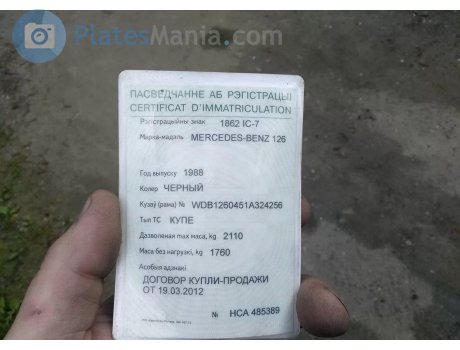 PlatesMania.com
ПАСВЕДЧАННЕ АБ РЭГІСТРАЦЫІ
CERTIFICAT D'IMMATRICULATION
Рэгістрацыйны знак 1862 IC-7
Марка-мадэль MERCEDES-BENZ 126
Год выпуску 1988
Колер ЧЕРНЫЙ
Кузаў (рама) № WDB1260451A324256
Тып ТС КУПЕ
Дазволеная max маса, kg 2110
Маса без нагрузкі, kg 1760
Асобыя адзнакі
ДОГОВОР КУПЛИ-ПРОДАЖИ
ОТ 19.03.2012
№ НСА 485389